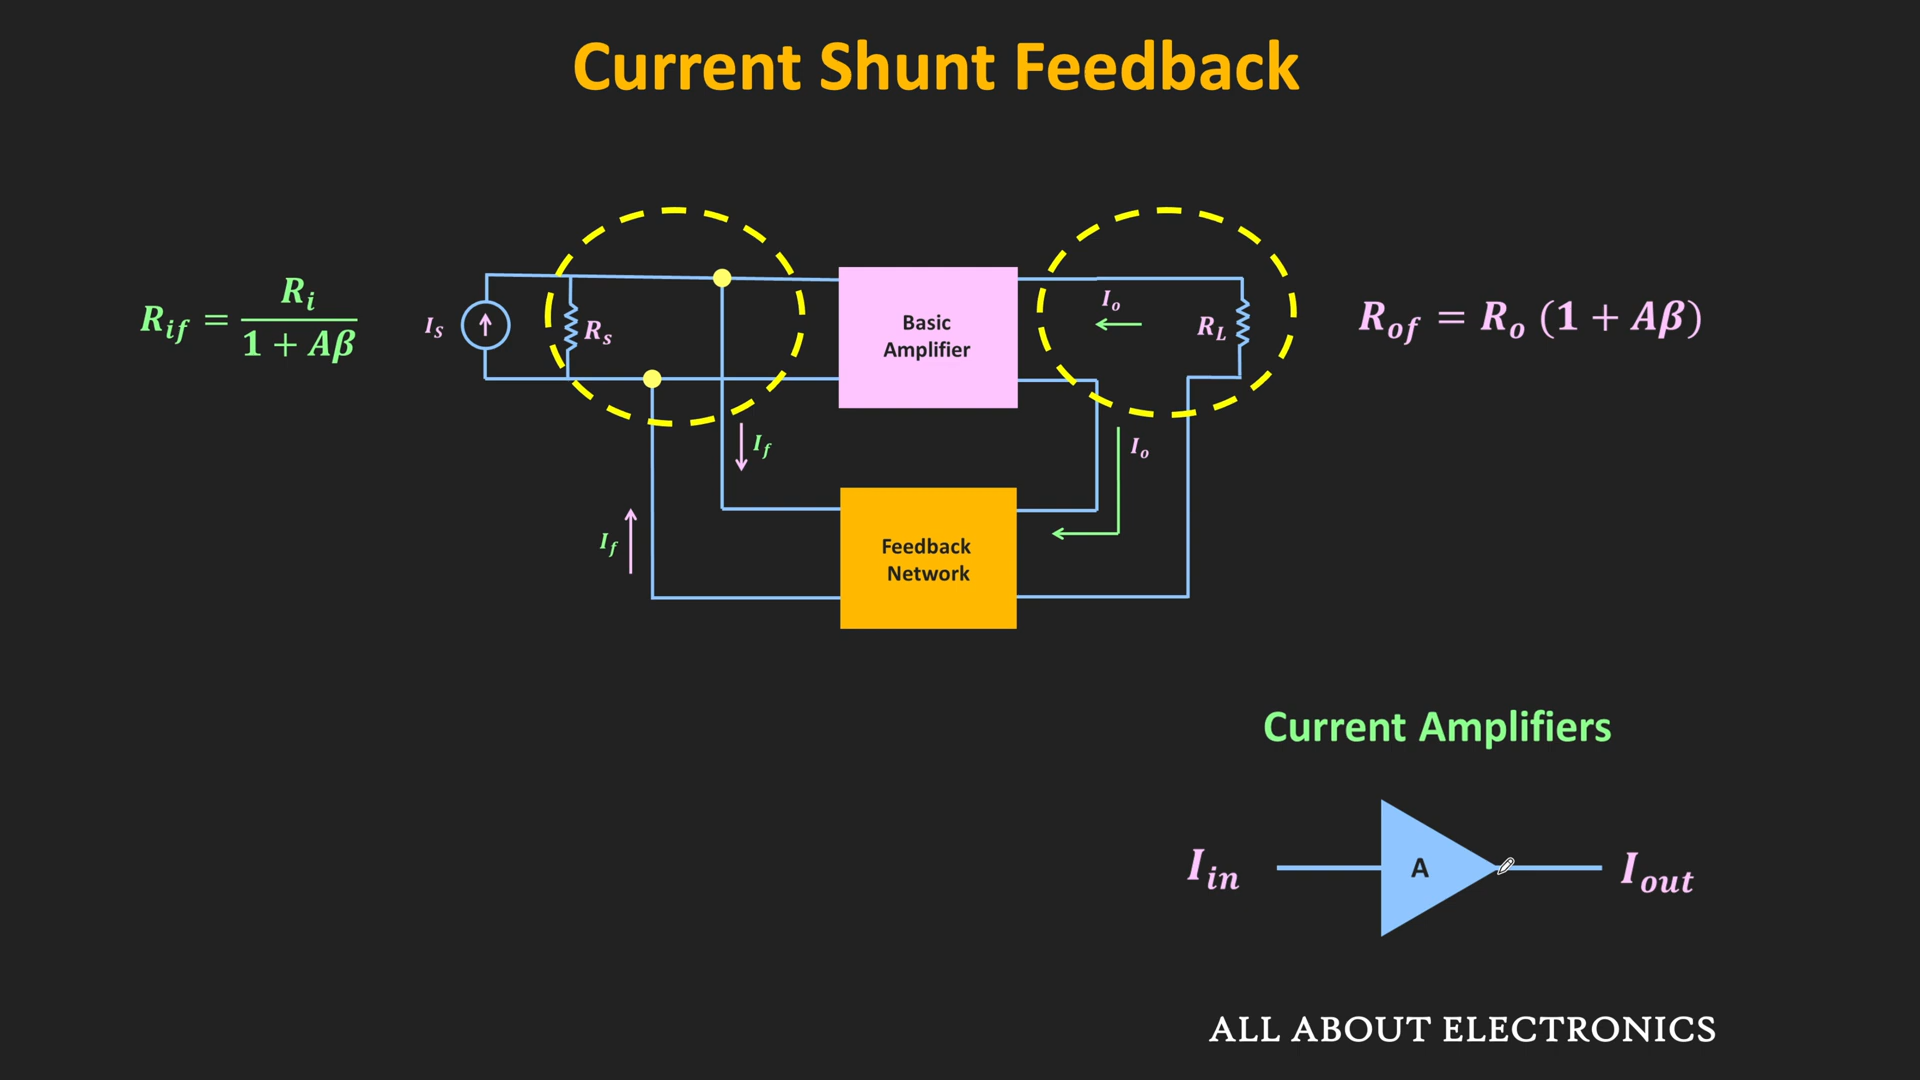 Current Shunt Feedback
R_if = R_i / (1 + Aβ)
I_S
R_s
Basic
Amplifier
I_o
R_L
R_of = R_o (1 + Aβ)
I_f
I_o
I_f
Feedback
Network
Current Amplifiers
I_in
A
I_out
ALL ABOUT ELECTRONICS